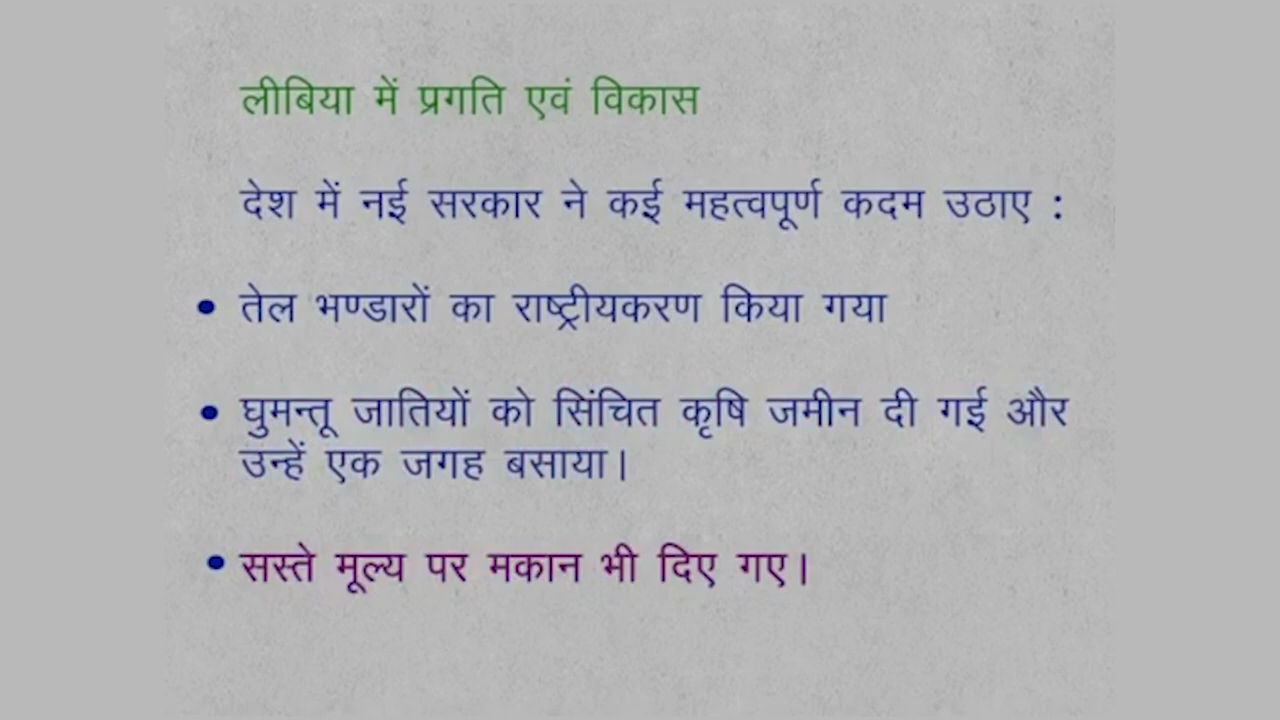 लीबिया में प्रगति एवं विकास
देश में नई सरकार ने कई महत्वपूर्ण कदम उठाए :
• तेल भण्डारों का राष्ट्रीयकरण किया गया
• घुमन्तू जातियों को सिंचित कृषि जमीन दी गई और
उन्हें एक जगह बसाया।
• सस्ते मूल्य पर मकान भी दिए गए।